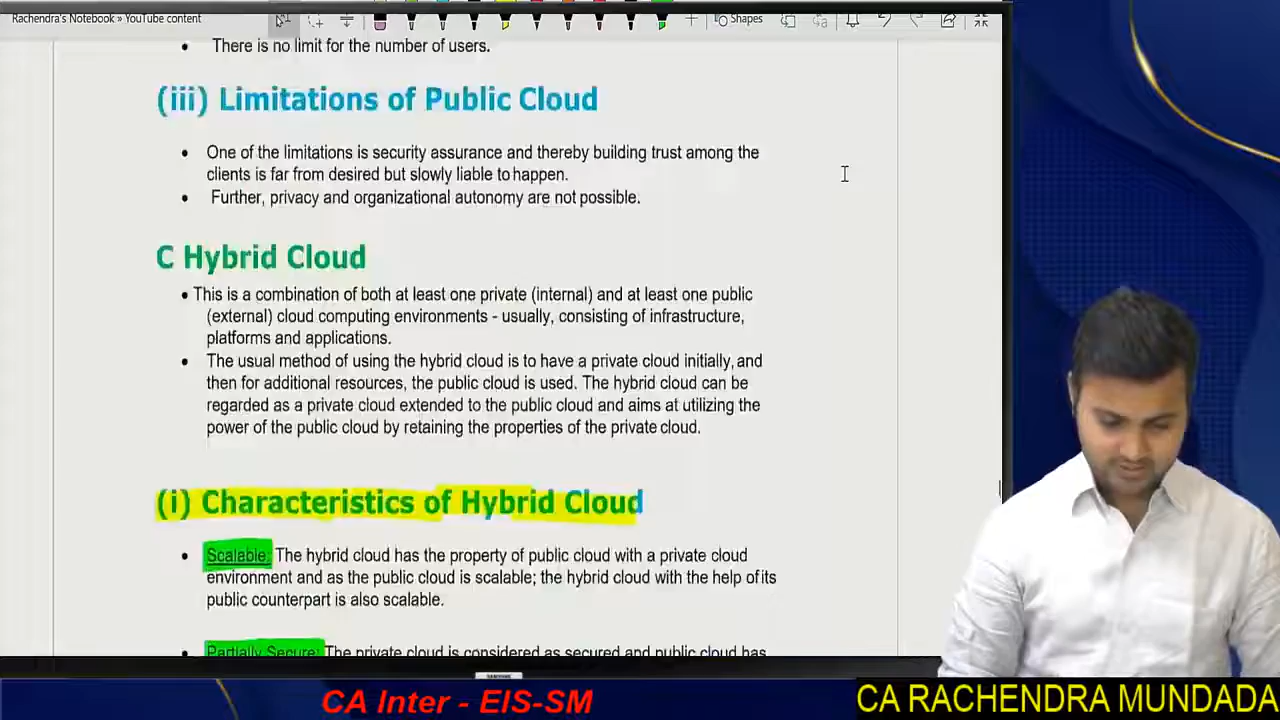 Rachendra's Notebook » YouTube content
Shapes
• There is no limit for the number of users.
(iii) Limitations of Public Cloud
• One of the limitations is security assurance and thereby building trust among the
clients is far from desired but slowly liable to happen.
• Further, privacy and organizational autonomy are not possible.
C Hybrid Cloud
• This is a combination of both at least one private (internal) and at least one public
(external) cloud computing environments - usually, consisting of infrastructure,
platforms and applications.
• The usual method of using the hybrid cloud is to have a private cloud initially, and
then for additional resources, the public cloud is used. The hybrid cloud can be
regarded as a private cloud extended to the public cloud and aims at utilizing the
power of the public cloud by retaining the properties of the private cloud.
(i) Characteristics of Hybrid Cloud
• Scalable: The hybrid cloud has the property of public cloud with a private cloud
environment and as the public cloud is scalable; the hybrid cloud with the help of its
public counterpart is also scalable.
• Partially Secure: The private cloud is considered as secured and public cloud has
SAMSUNG
CA Inter - EIS-SM
CA RACHENDRA MUNDADA